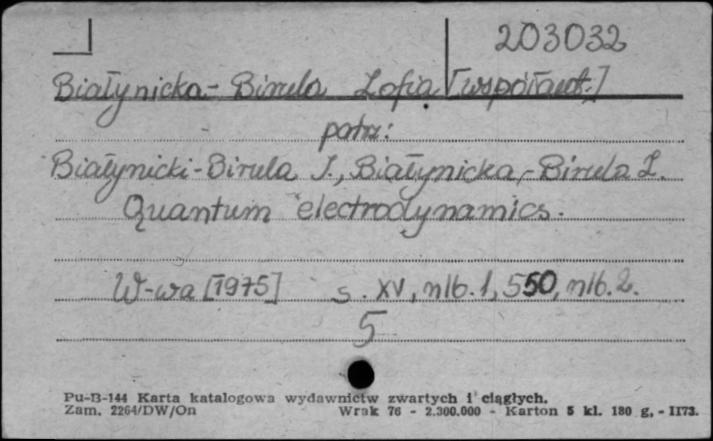 203032
Białynicka-Birula Zofia [współaut.]
patrz:
Białynicki-Birula I., Białynicka-Birula Z.
Quantum electrodynamics.
W-wa [1975] s. XV, nlb. 1, 550, nlb. 2.
5
Pu-B-144 Karta katalogowa wydawnictw zwartych i ciągłych.
Zam. 2264/DW/On Wrak 76 - 2.300.000 - Karton 5 kl. 180 g. - II73.